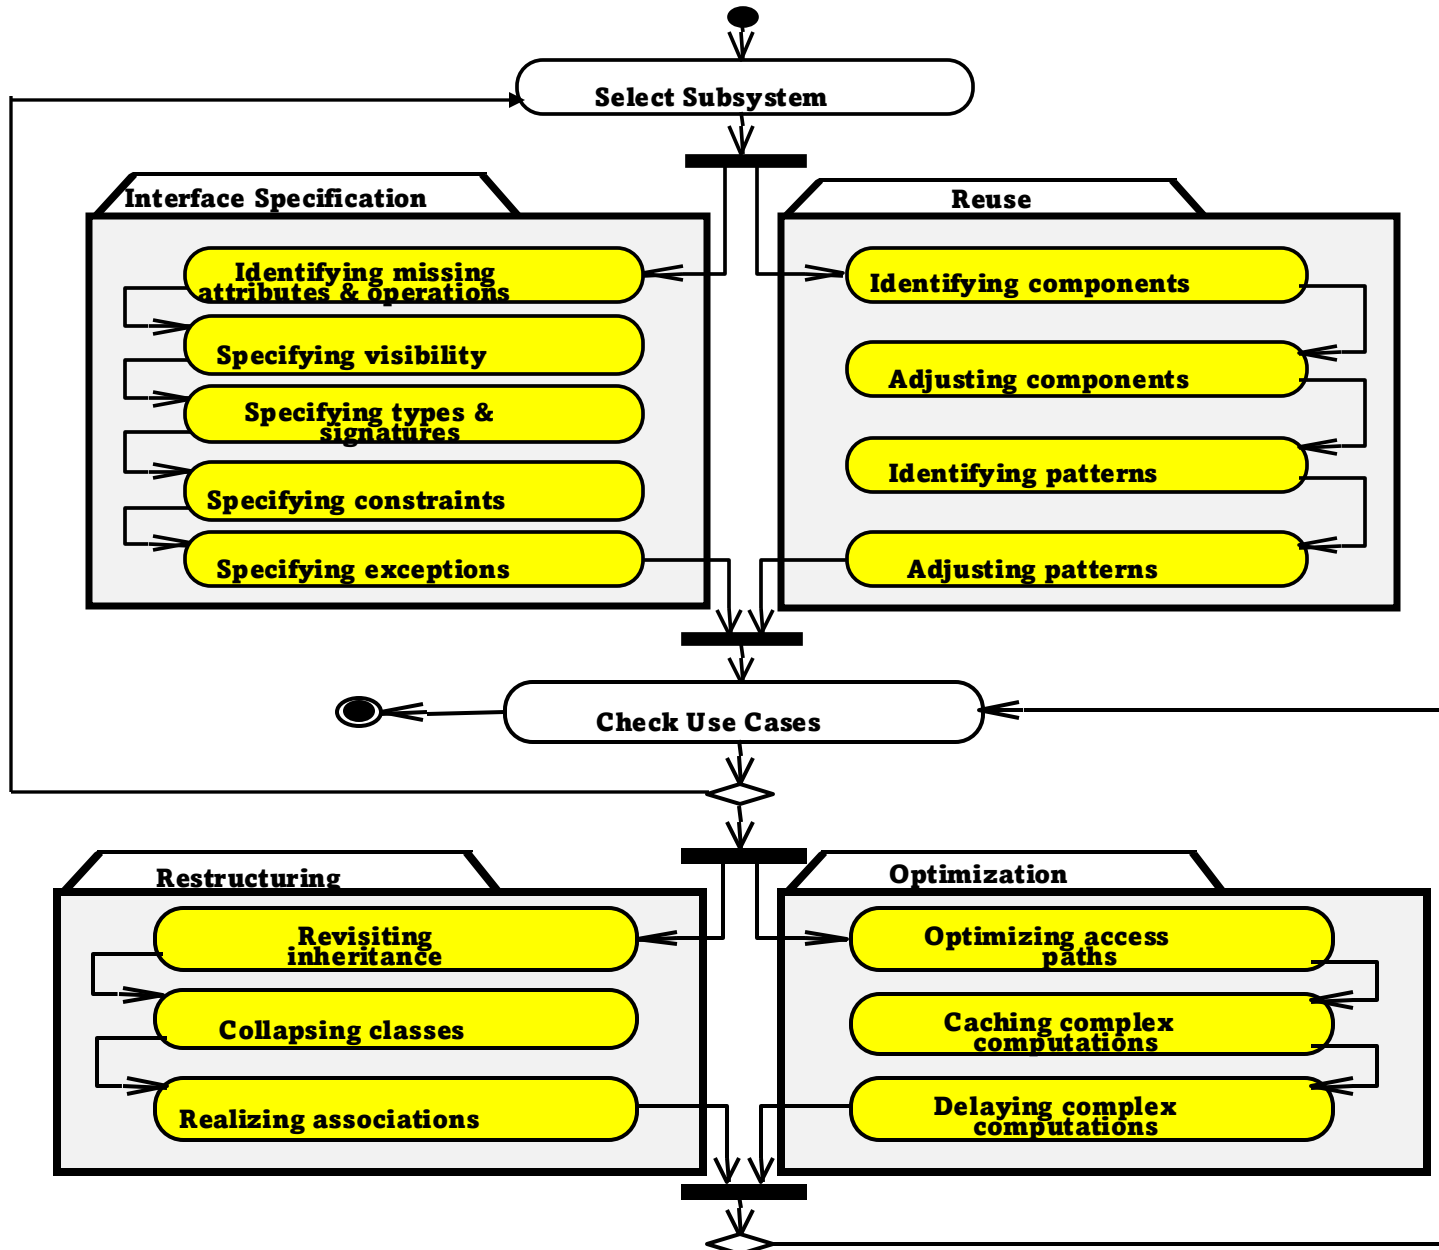 Select Subsystem
Interface Specification
Identifying missing
attributes & operations
Specifying visibility
Specifying types &
signatures
Specifying constraints
Specifying exceptions
Reuse
Identifying components
Adjusting components
Identifying patterns
Adjusting patterns
Check Use Cases
Restructuring
Revisiting
inheritance
Collapsing classes
Realizing associations
Optimization
Optimizing access
paths
Caching complex
computations
Delaying complex
computations